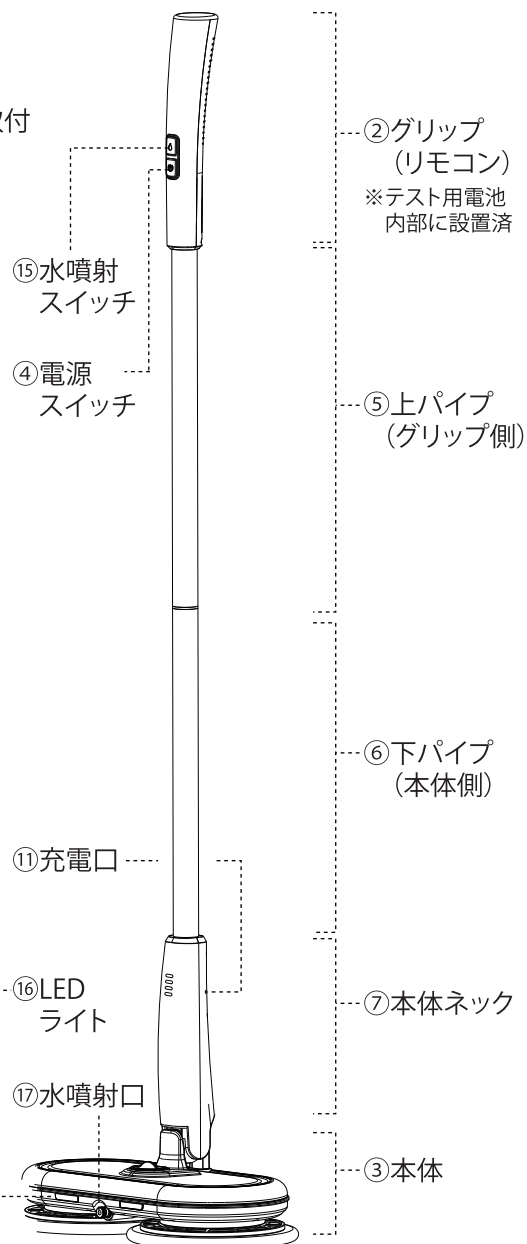 付
②グリップ
(リモコン)
※テスト用電池
内部に設置済
⑮水噴射
スイッチ
④電源
スイッチ
⑤上パイプ
(グリップ側)
⑥下パイプ
(本体側)
⑪充電口
⑯LED
ライト
⑦本体ネック
⑰水噴射口
③本体